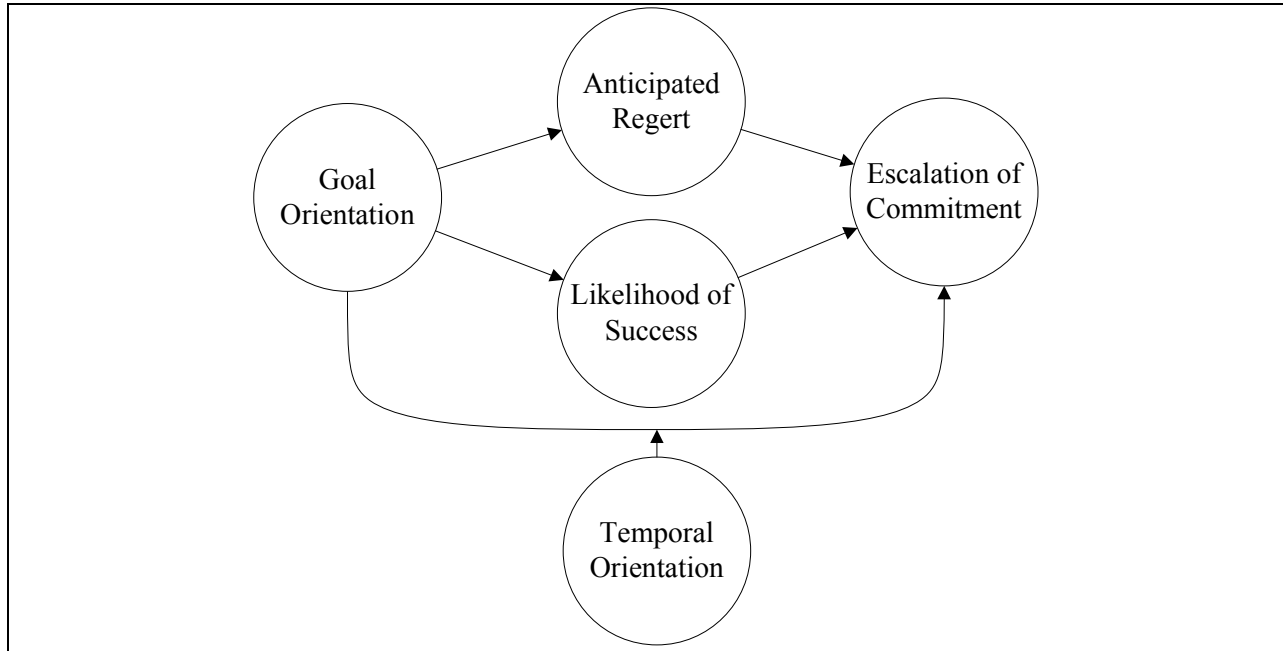 Anticipated
Regert
Goal
Orientation
Escalation of
Commitment
Likelihood of
Success
Temporal
Orientation